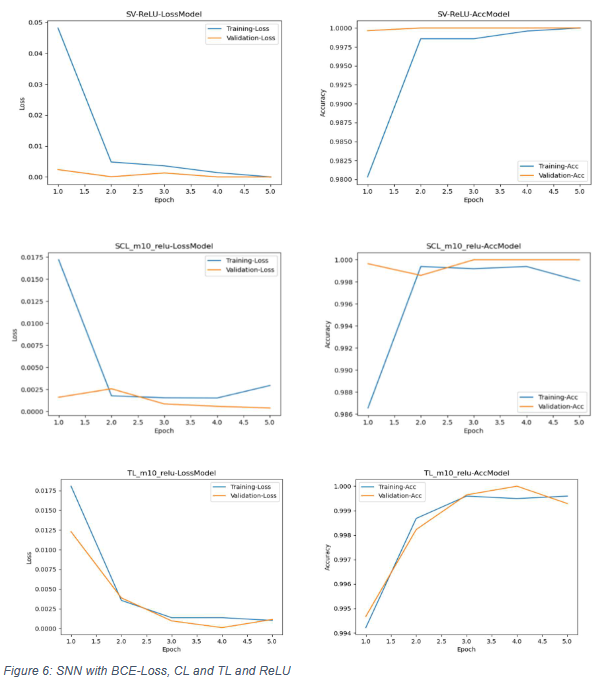 SV-ReLU-LossModel
0.05
0.04
0.03
0.02
0.01
0.00
Loss
1.0 1.5 2.0 2.5 3.0 3.5 4.0 4.5 5.0
Epoch
Training-Loss
Validation-Loss
SV-ReLU-AccModel
1.0000
0.9975
0.9950
0.9925
0.9900
0.9875
0.9850
0.9825
0.9800
Accuracy
1.0 1.5 2.0 2.5 3.0 3.5 4.0 4.5 5.0
Epoch
Training-Acc
Validation-Acc
SCL_m10_relu-LossModel
0.0175
0.0150
0.0125
0.0100
0.0075
0.0050
0.0025
0.0000
Loss
1.0 1.5 2.0 2.5 3.0 3.5 4.0 4.5 5.0
Epoch
Training-Loss
Validation-Loss
SCL_m10_relu-AccModel
1.000
0.998
0.996
0.994
0.992
0.990
0.988
0.986
Accuracy
1.0 1.5 2.0 2.5 3.0 3.5 4.0 4.5 5.0
Epoch
Training-Acc
Validation-Acc
TL_m10_relu-LossModel
0.0175
0.0150
0.0125
0.0100
0.0075
0.0050
0.0025
0.0000
Loss
1.0 1.5 2.0 2.5 3.0 3.5 4.0 4.5 5.0
Epoch
Training-Loss
Validation-Loss
TL_m10_relu-AccModel
1.000
0.999
0.998
0.997
0.996
0.995
0.994
Accuracy
1.0 1.5 2.0 2.5 3.0 3.5 4.0 4.5 5.0
Epoch
Training-Acc
Validation-Acc
Figure 6: SNN with BCE-Loss, CL and TL and ReLU